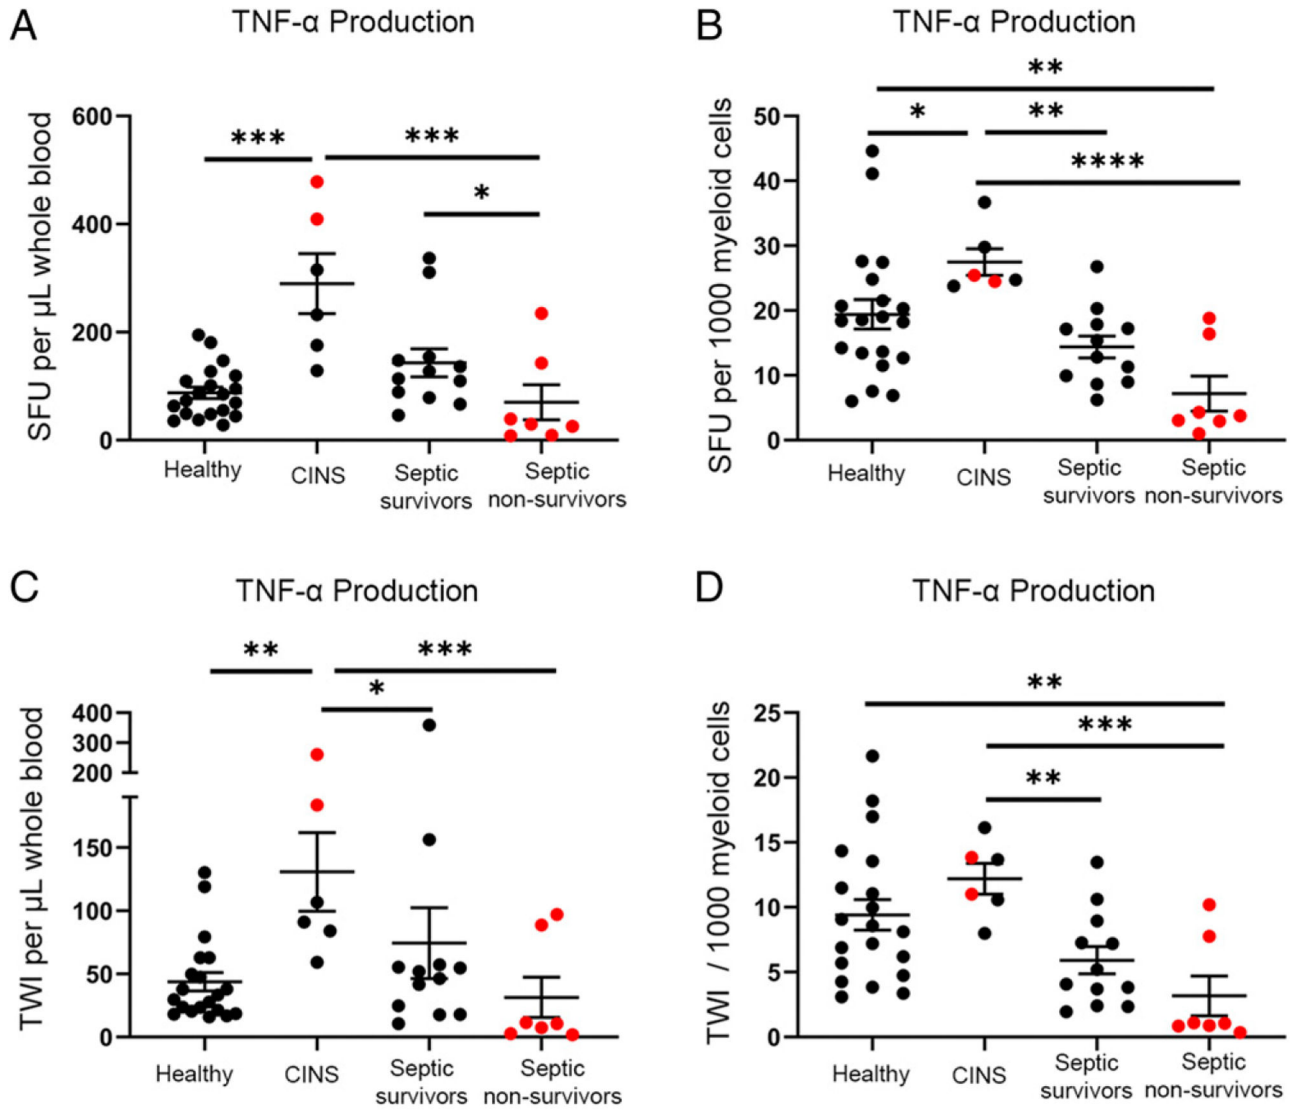 A
TNF-α Production
SFU per µL whole blood
600
400
200
0
***
***
*
Healthy
CINS
Septic
survivors
Septic
non-survivors
B
TNF-α Production
SFU per 1000 myeloid cells
50
40
30
20
10
0
**
*
**
****
Healthy
CINS
Septic
survivors
Septic
non-survivors
C
TNF-α Production
TWI per µL whole blood
400
300
200
150
100
50
0
**
***
*
Healthy
CINS
Septic
survivors
Septic
non-survivors
D
TNF-α Production
TWI / 1000 myeloid cells
25
20
15
10
5
0
**
***
**
Healthy
CINS
Septic
survivors
Septic
non-survivors